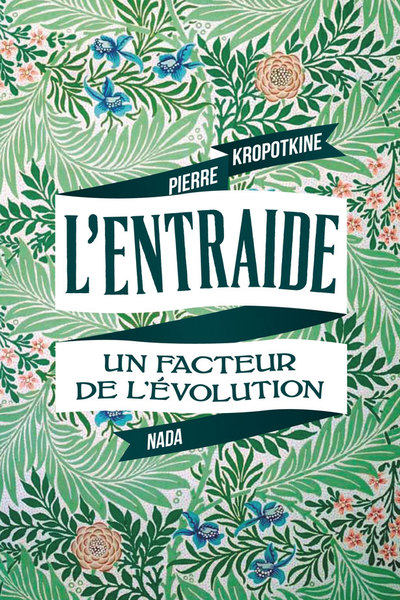 PIERRE KROPOTKINE
L'ENTRAIDE
UN FACTEUR
DE L'ÉVOLUTION
NADA